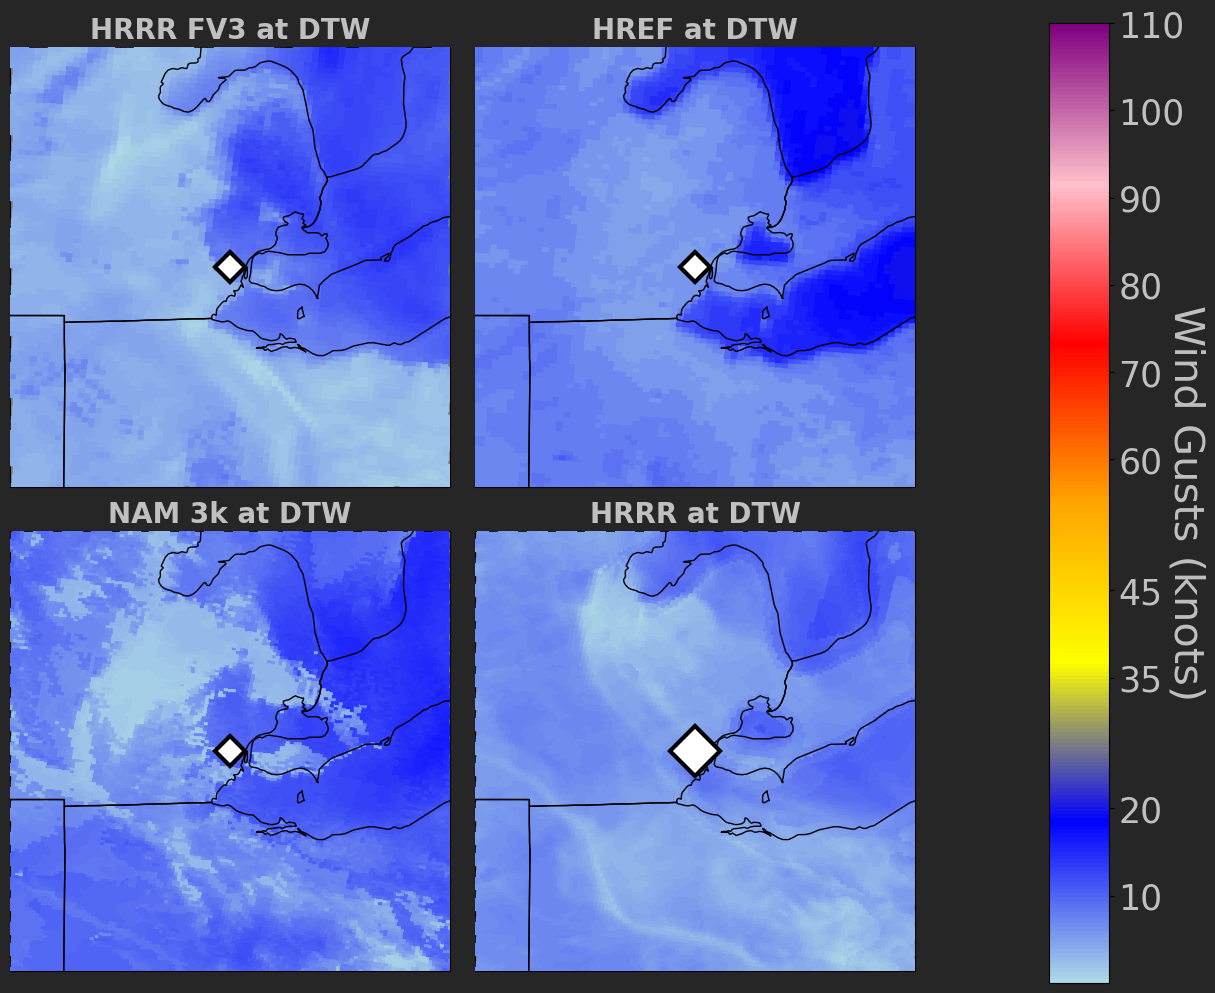 HRRR FV3 at DTW
HREF at DTW
NAM 3k at DTW
HRRR at DTW
110
100
90
80
70
60
45
35
20
10
Wind Gusts (knots)